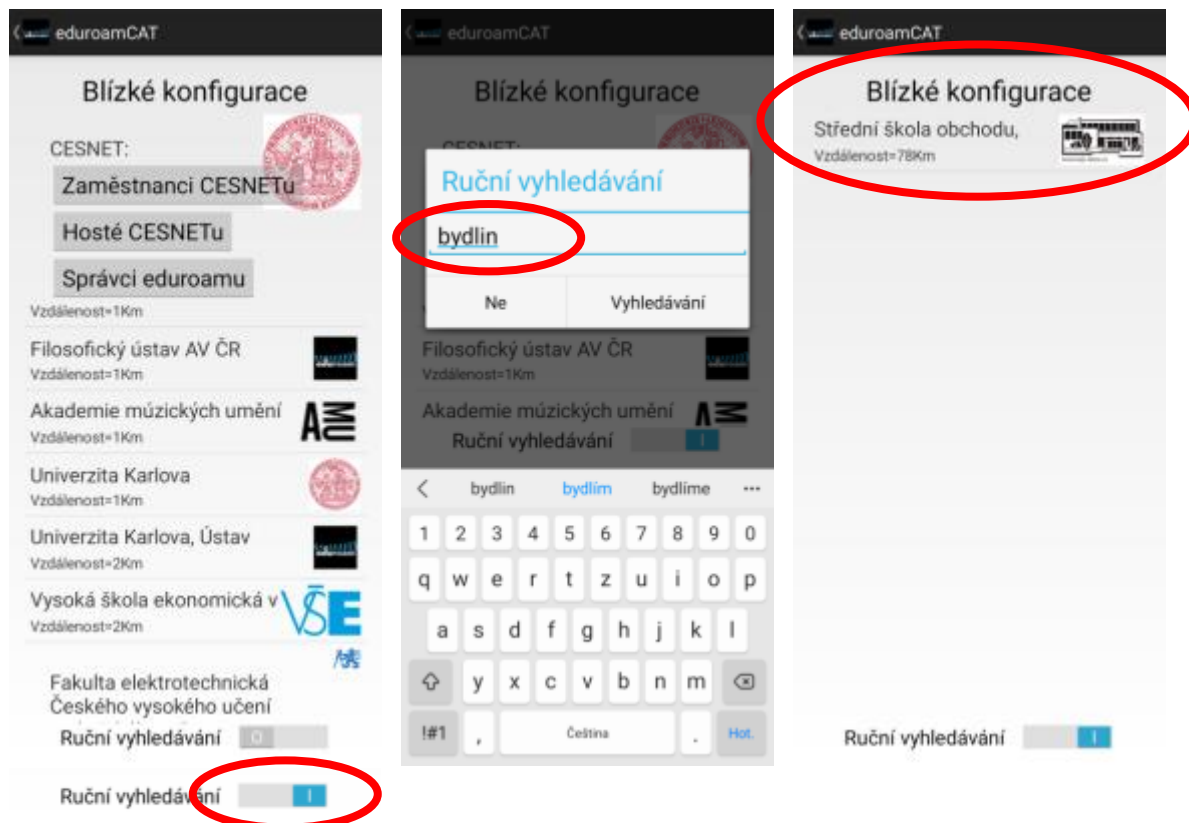 eduroamCAT
Blízké konfigurace
CESNET:
Zaměstnanci CESNETu
Hosté CESNETu
Správci eduroamu
Vzdálenost=1Km
Filosofický ústav AV ČR
Vzdálenost=1Km
Akademie múzických umění
Vzdálenost=1Km
AMU
Univerzita Karlova
Vzdálenost=1Km
Univerzita Karlova, Ústav
Vzdálenost=2Km
Vysoká škola ekonomická v
Vzdálenost=2Km
VŠE
Fakulta elektrotechnická
Českého vysokého učení
Ruční vyhledávání O
Ruční vyhledávání I
eduroamCAT
Blízké konfigurace
CESNET:
Ruční vyhledávání
bydlin
Ne Vyhledávání
Filosofický ústav AV ČR
Vzdálenost=1Km
Akademie múzických umění
Ruční vyhledávání I
bydlin bydlím bydlíme ...
1 2 3 4 5 6 7 8 9 0
q w e r t z u i o p
a s d f g h j k l
y x c v b n m
!#1 , Čeština . Hot.
eduroamCAT
Blízké konfigurace
Střední škola obchodu,
Vzdálenost=78Km
Ruční vyhledávání I